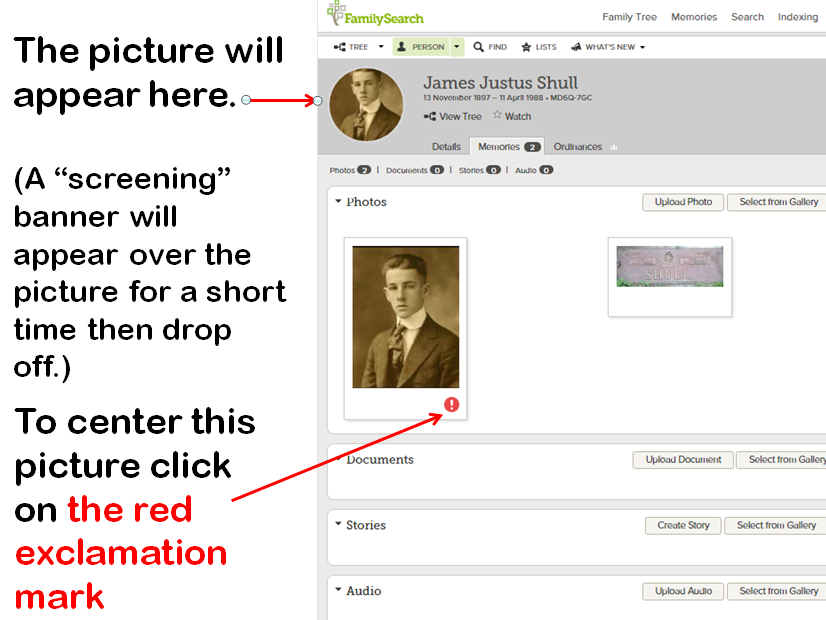 The picture will
appear here.
(A “screening”
banner will
appear over the
picture for a short
time then drop
off.)
To center this
picture click
on the red
exclamation
mark
FamilySearch
Family Tree Memories Search Indexing
TREE PERSON FIND LISTS WHAT'S NEW
James Justus Shull
13 November 1897 – 11 April 1988 • MD6Q-7GC
View Tree Watch
Details Memories 2 Ordinances
Photos 2 | Documents 0 | Stories 0 | Audio 0
Photos Upload Photo Select from Gallery
SHULL
Documents Upload Document Select from Gallery
Stories Create Story Select from Gallery
Audio Upload Audio Select from Gallery